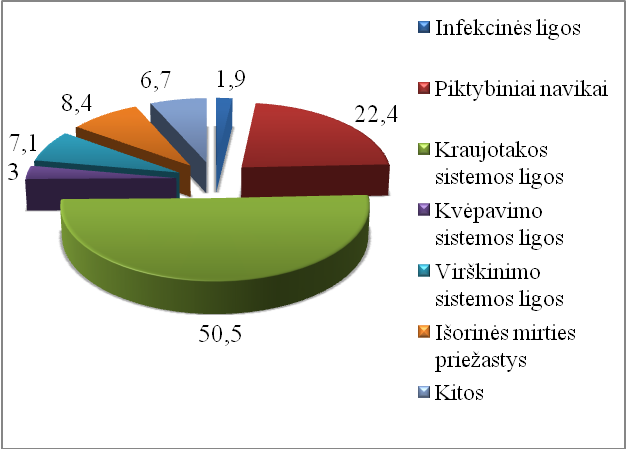 6,7
1,9
8,4
22,4
7,1
3
50,5
Infekcinės ligos
Piktybiniai navikai
Kraujotakos
sistemos ligos
Kvėpavimo
sistemos ligos
Virškinimo
sistemos ligos
Išorinės mirties
priežastys
Kitos